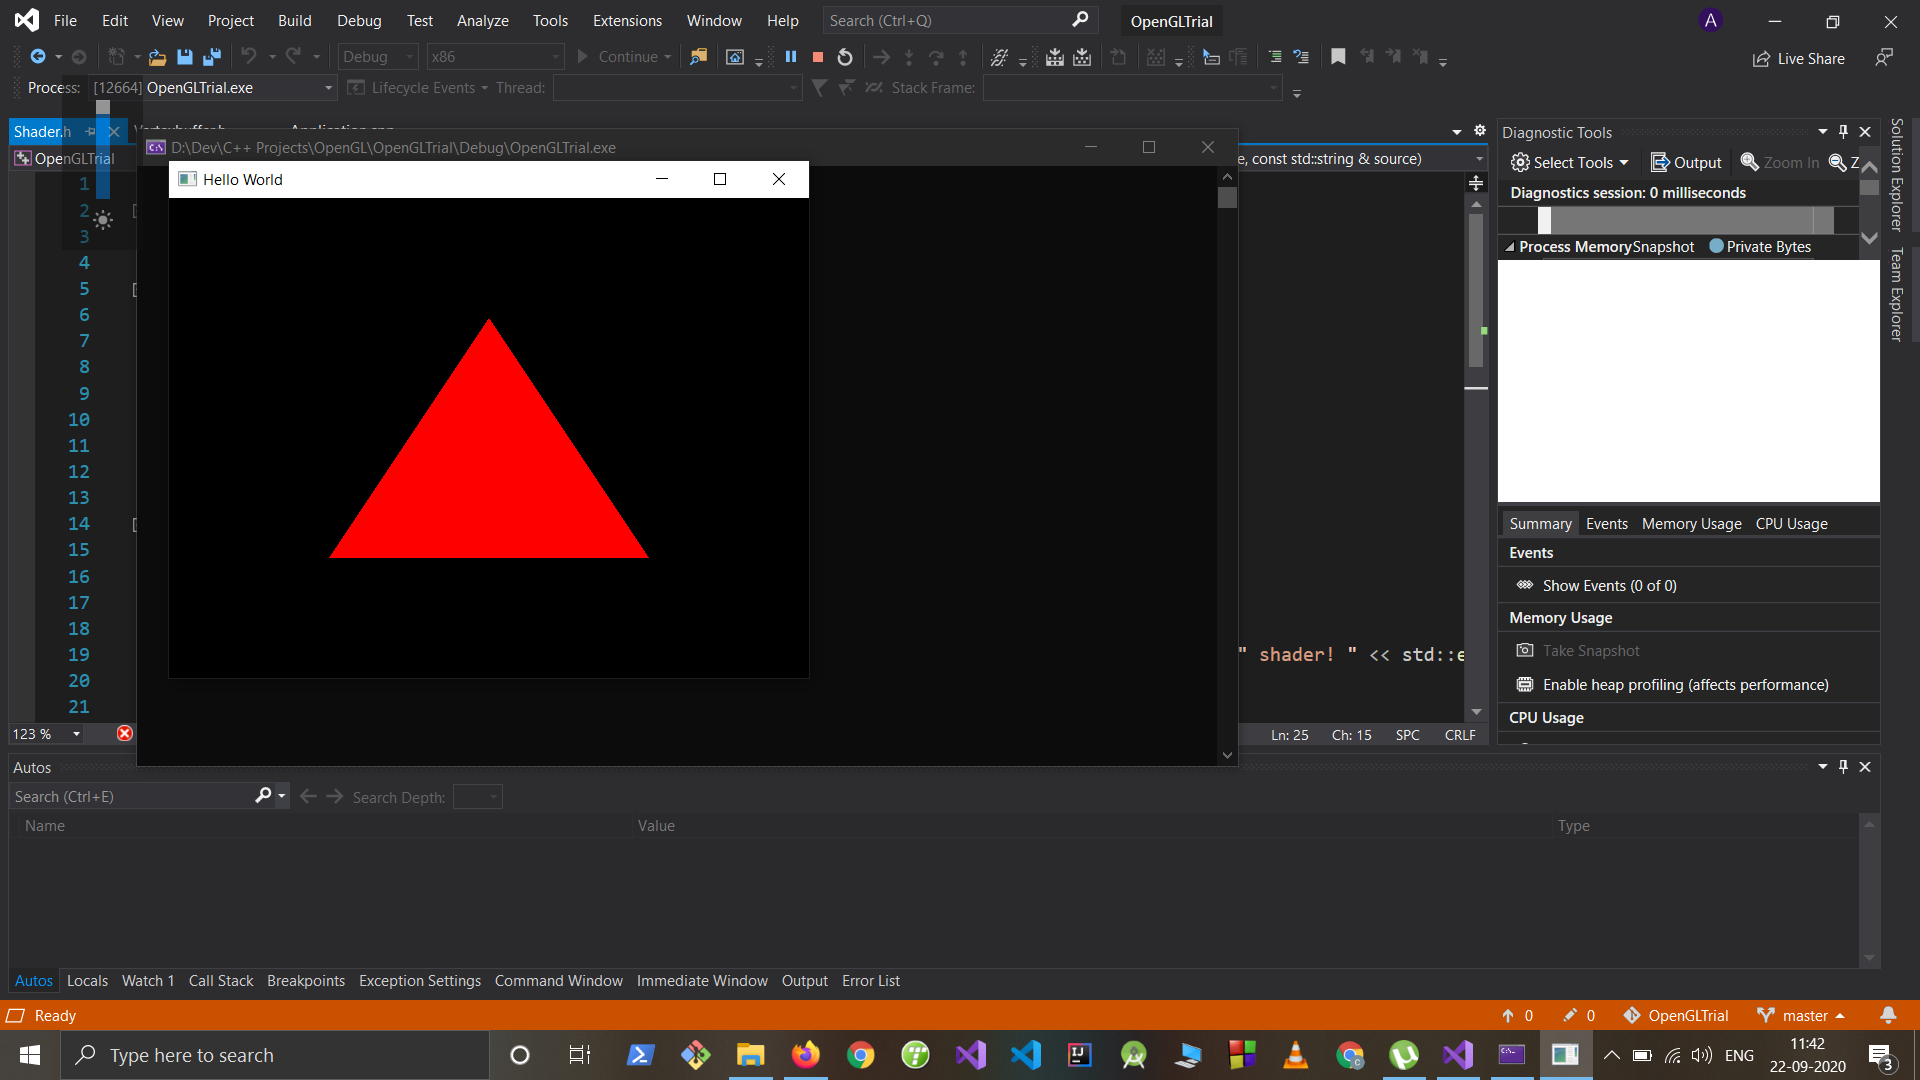 File Edit View Project Build Debug Test Analyze Tools Extensions Window Help Search (Ctrl+Q) OpenGLTrial A
Debug x86 Continue Live Share
Process: [12664] OpenGLTrial.exe Lifecycle Events Thread: Stack Frame:
Shader.h Vertexbuffer.h Application.cpp
D:\Dev\C++ Projects\OpenGL\OpenGLTrial\Debug\OpenGLTrial.exe
OpenGLTrial
e, const std::string & source)
Hello World
1
2
3
4
5
6
7
8
9
10
11
12
13
14
15
16
17
18
19
20
21
" shader! " << std::e
123 %
Ln: 25 Ch: 15 SPC CRLF
Diagnostic Tools
Select Tools Output Zoom In Z
Diagnostics session: 0 milliseconds
Process Memory Snapshot Private Bytes
Summary Events Memory Usage CPU Usage
Events
Show Events (0 of 0)
Memory Usage
Take Snapshot
Enable heap profiling (affects performance)
CPU Usage
Solution Explorer
Team Explorer
Autos
Search (Ctrl+E) Search Depth:
Name Value Type
Autos Locals Watch 1 Call Stack Breakpoints Exception Settings Command Window Immediate Window Output Error List
Ready 0 0 OpenGLTrial master
Type here to search
ENG
11:42
22-09-2020
3